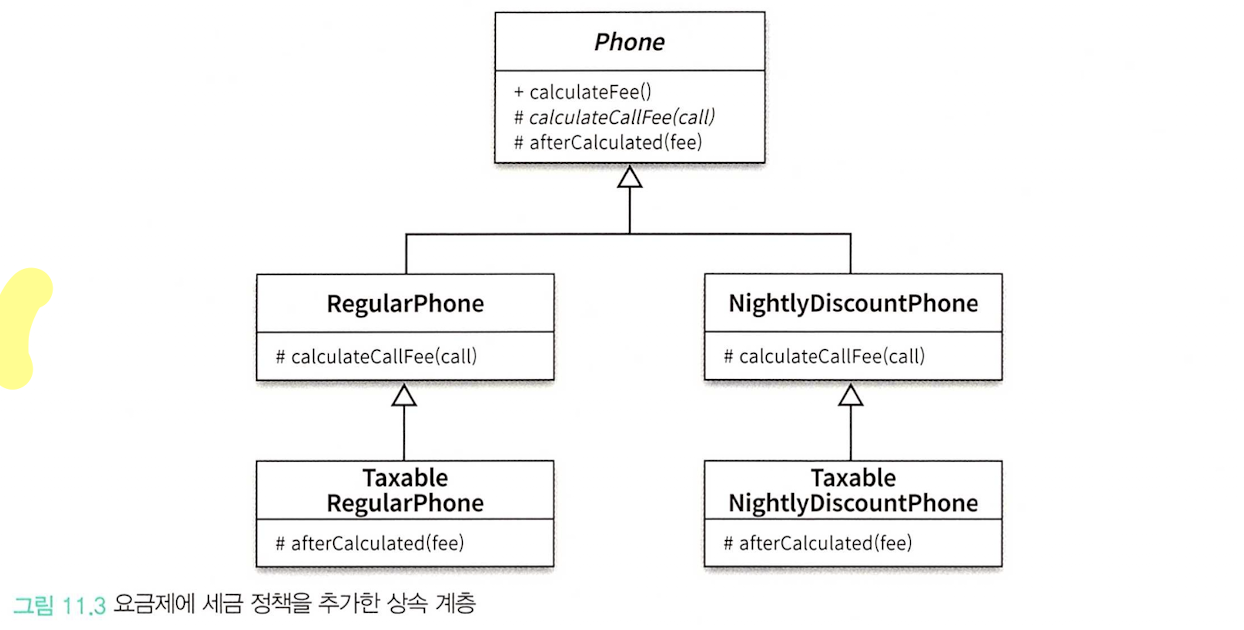 Phone
+ calculateFee()
# calculateCallFee(call)
# afterCalculated(fee)
RegularPhone
# calculateCallFee(call)
NightlyDiscountPhone
# calculateCallFee(call)
Taxable
RegularPhone
# afterCalculated(fee)
Taxable
NightlyDiscountPhone
# afterCalculated(fee)
그림 11.3 요금제에 세금 정책을 추가한 상속 계층